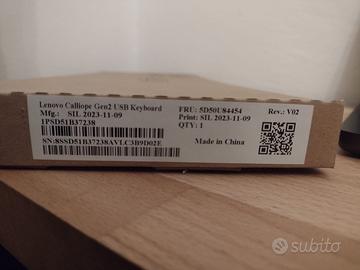 Lenovo Calliope Gen2 USB Keyboard
Mfg.: SIL 2023-11-09
1PSD51B37238
FRU: 5D50U84454
Print: SIL 2023-11-09
QTY: 1
Rev.: V02
SN:8SSD51B37238AVLC3B9D02E
Made in China
subito